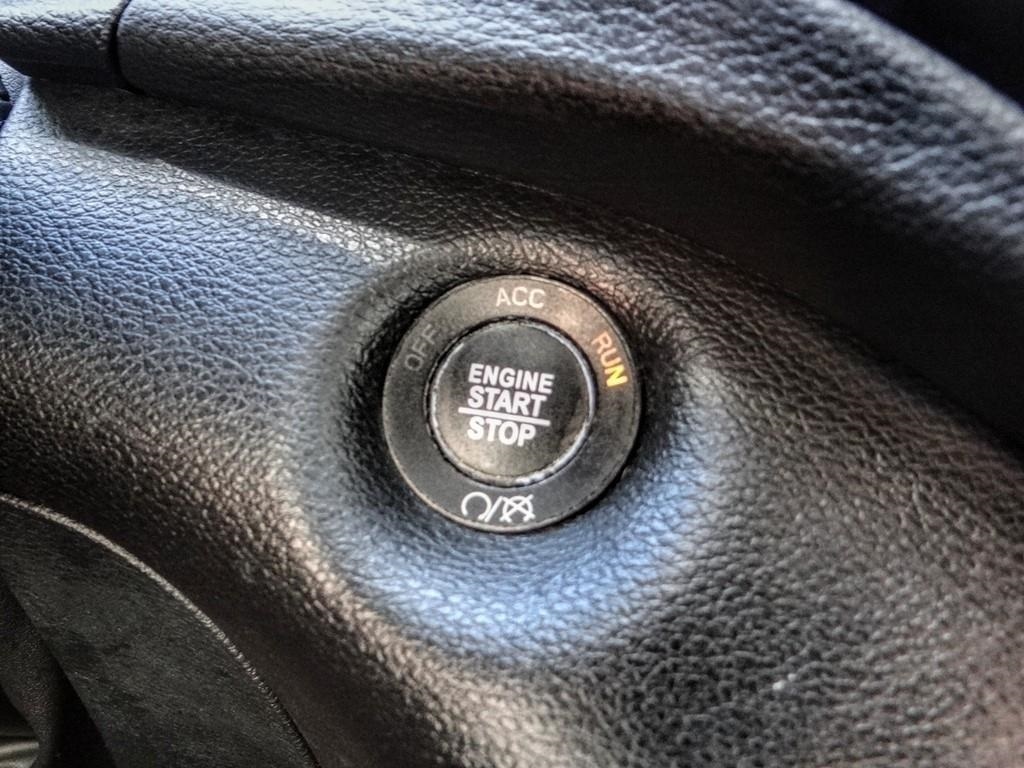 ACC
OFF
RUN
ENGINE
START
STOP